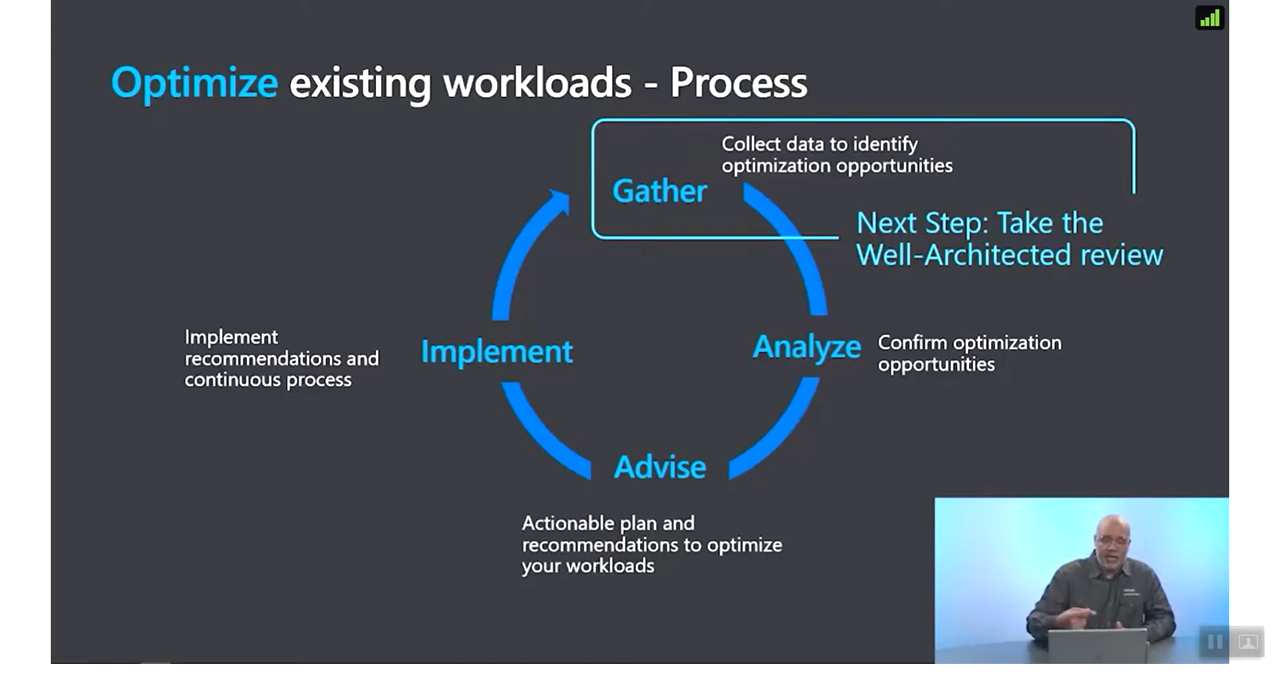 Optimize existing workloads - Process
Collect data to identify
optimization opportunities
Gather
Next Step: Take the
Well-Architected review
Analyze
Confirm optimization
opportunities
Advise
Actionable plan and
recommendations to optimize
your workloads
Implement
Implement
recommendations and
continuous process